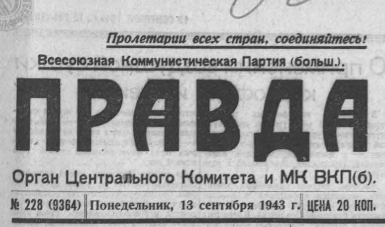 Пролетарии всех стран, соединяйтесь!
Всесоюзная Коммунистическая Партия (больш.).
ПРАВДА
Орган Центрального Комитета и МК ВКП(б).
№ 228 (9364) Понедельник, 13 сентября 1943 г. ЦЕНА 20 КОП.